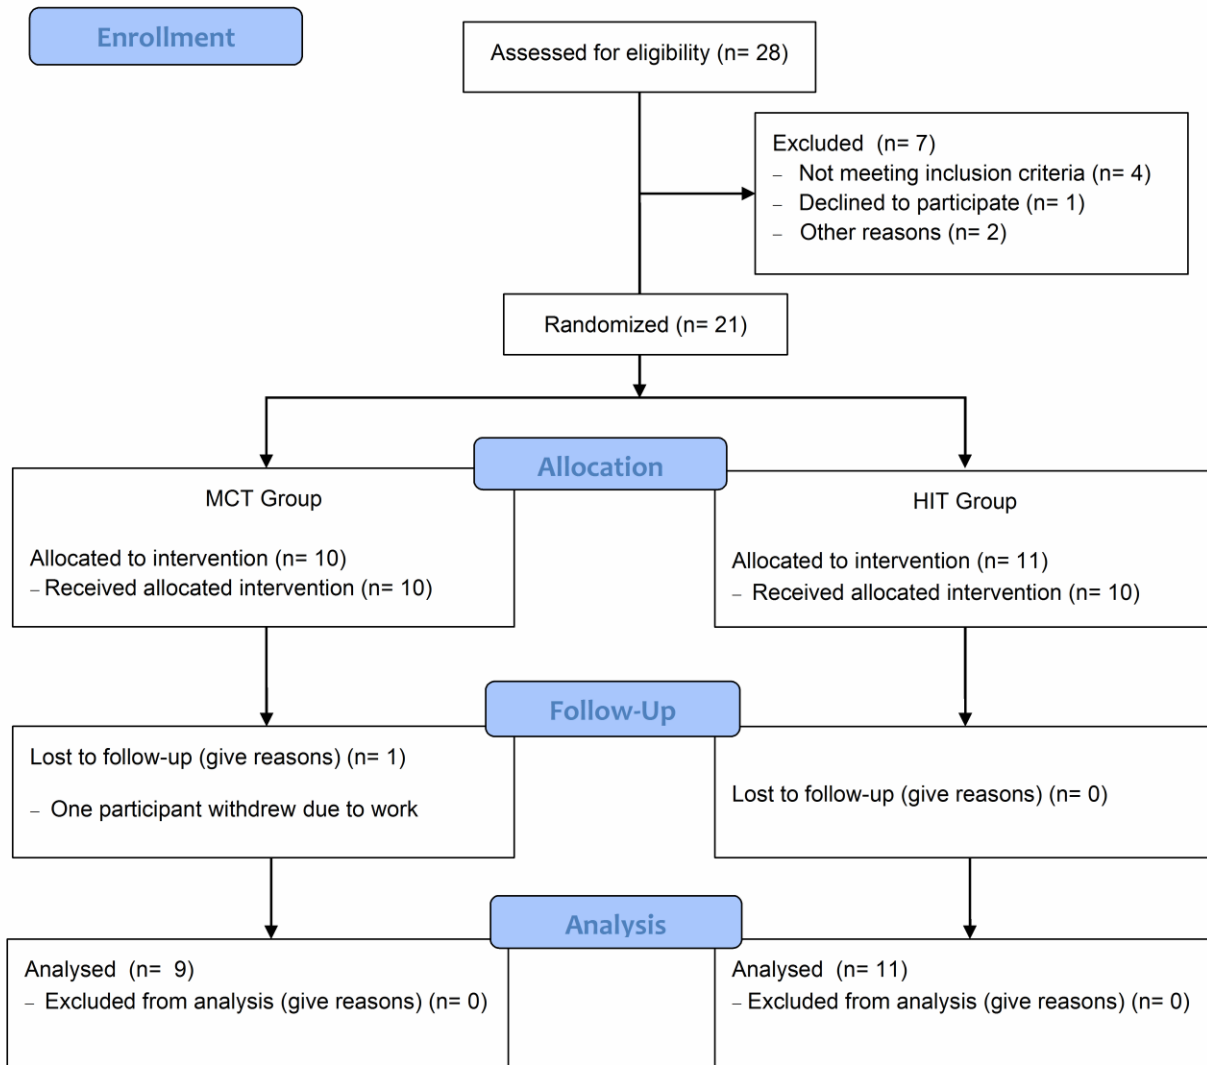 Enrollment
Assessed for eligibility (n= 28)
Excluded (n= 7)
– Not meeting inclusion criteria (n= 4)
– Declined to participate (n= 1)
– Other reasons (n= 2)
Randomized (n= 21)
Allocation
MCT Group
Allocated to intervention (n= 10)
– Received allocated intervention (n= 10)
HIT Group
Allocated to intervention (n= 11)
– Received allocated intervention (n= 10)
Follow-Up
Lost to follow-up (give reasons) (n= 1)
– One participant withdrew due to work
Lost to follow-up (give reasons) (n= 0)
Analysis
Analysed (n= 9)
– Excluded from analysis (give reasons) (n= 0)
Analysed (n= 11)
– Excluded from analysis (give reasons) (n= 0)